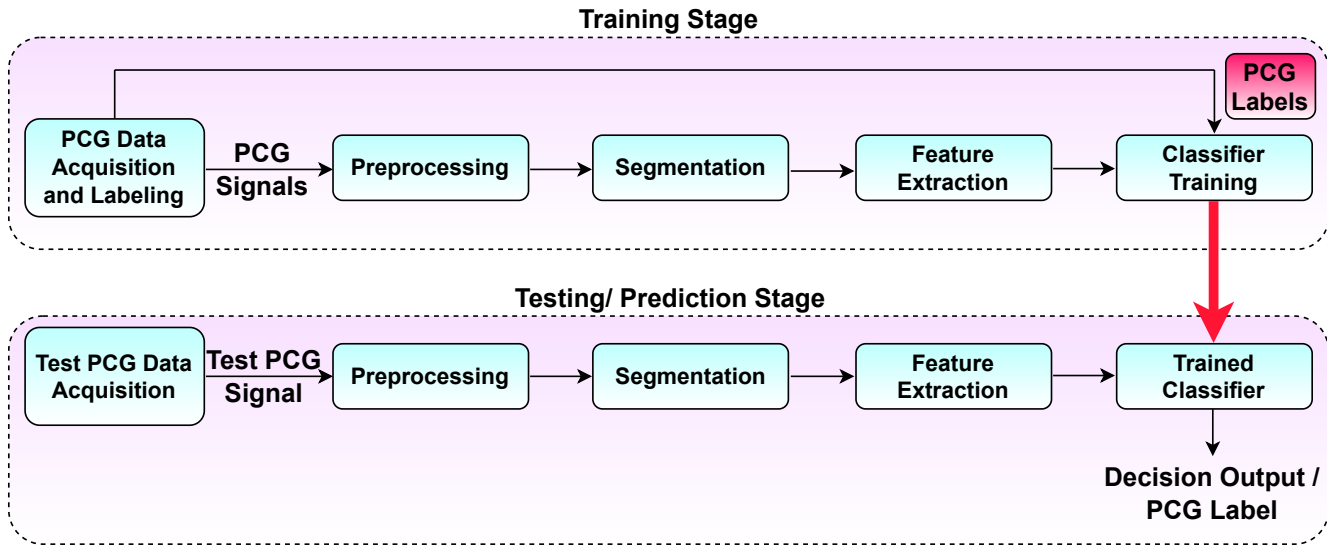 Training Stage
PCG
Labels
PCG Data
Acquisition
and Labeling
PCG
Signals
Preprocessing
Segmentation
Feature
Extraction
Classifier
Training
Testing/ Prediction Stage
Test PCG Data
Acquisition
Test PCG
Signal
Preprocessing
Segmentation
Feature
Extraction
Trained
Classifier
Decision Output /
PCG Label